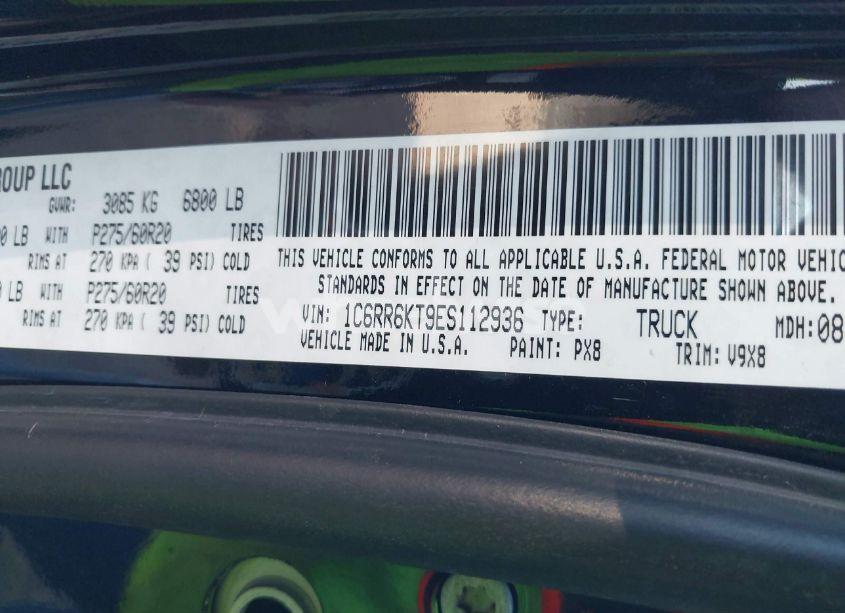 ROUP LLC
GVWR: 3085 KG 6800 LB
0 LB WITH P275/60R20 TIRES
RIMS AT 270 KPA ( 39 PSI) COLD
LB WITH P275/60R20 TIRES
RIMS AT 270 KPA ( 39 PSI) COLD
THIS VEHICLE CONFORMS TO ALL APPLICABLE U.S.A. FEDERAL MOTOR VEHIC
STANDARDS IN EFFECT ON THE DATE OF MANUFACTURE SHOWN ABOVE.
VIN: 1C6RR6KT9ES112936 TYPE: TRUCK MDH:08
VEHICLE MADE IN U.S.A. PAINT: PX8 TRIM: V9X8